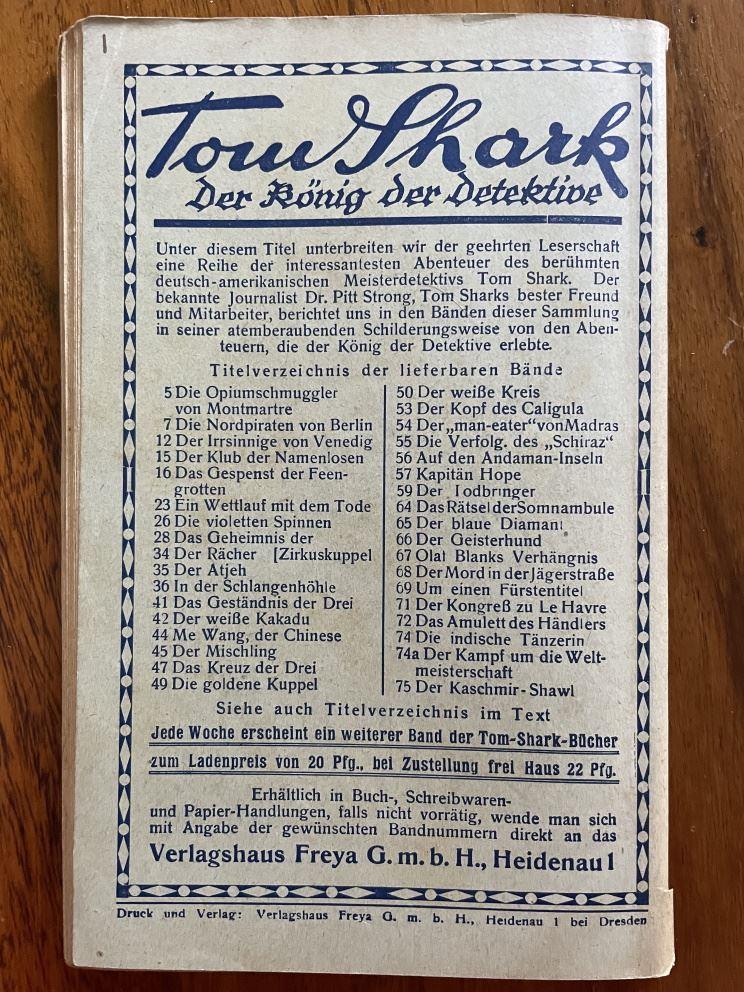 Tom Shark
Der König der Detektive
Unter diesem Titel unterbreiten wir der geehrten Leserschaft
eine Reihe der interessantesten Abenteuer des berühmten
deutsch-amerikanischen Meisterdetektivs Tom Shark. Der
bekannte Journalist Dr. Pitt Strong, Tom Sharks bester Freund
und Mitarbeiter, berichtet uns in den Bänden dieser Sammlung
in seiner atemberaubenden Schilderungsweise von den Aben-
teuern, die der König der Detektive erlebte.
Titelverzeichnis der lieferbaren Bände
5 Die Opiumschmuggler
von Montmartre
7 Die Nordpiraten von Berlin
12 Der Irrsinnige von Venedig
15 Der Klub der Namenlosen
16 Das Gespenst der Feen-
grotten
23 Ein Wettlauf mit dem Tode
26 Die violetten Spinnen
28 Das Geheimnis der
34 Der Rächer [Zirkuskuppel
35 Der Atjeh
36 In der Schlangenhöhle
41 Das Geständnis der Drei
42 Der weiße Kakadu
44 Me Wang, der Chinese
45 Der Mischling
47 Das Kreuz der Drei
49 Die goldene Kuppel
50 Der weiße Kreis
53 Der Kopf des Caligula
54 Der „man-eater" von Madras
55 Die Verfolg. des „Schiraz"
56 Auf den Andaman-Inseln
57 Kapitän Hope
59 Der Todbringer
64 Das Rätsel der Somnambule
65 Der blaue Diamant
66 Der Geisterhund
67 Olaf Blanks Verhängnis
68 Der Mord in der Jägerstraße
69 Um einen Fürstentitel
71 Der Kongreß zu Le Havre
72 Das Amulett des Händlers
74 Die indische Tänzerin
74a Der Kampf um die Welt-
meisterschaft
75 Der Kaschmir-Shawl
Siehe auch Titelverzeichnis im Text
Jede Woche erscheint ein weiterer Band der Tom-Shark-Bücher
zum Ladenpreis von 20 Pfg., bei Zustellung frei Haus 22 Pfg.
Erhältlich in Buch-, Schreibwaren-
und Papier-Handlungen, falls nicht vorrätig, wende man sich
mit Angabe der gewünschten Bandnummern direkt an das
Verlagshaus Freya G. m. b. H., Heidenau 1
Druck und Verlag: Verlagshaus Freya G. m. b. H., Heidenau 1 bei Dresden